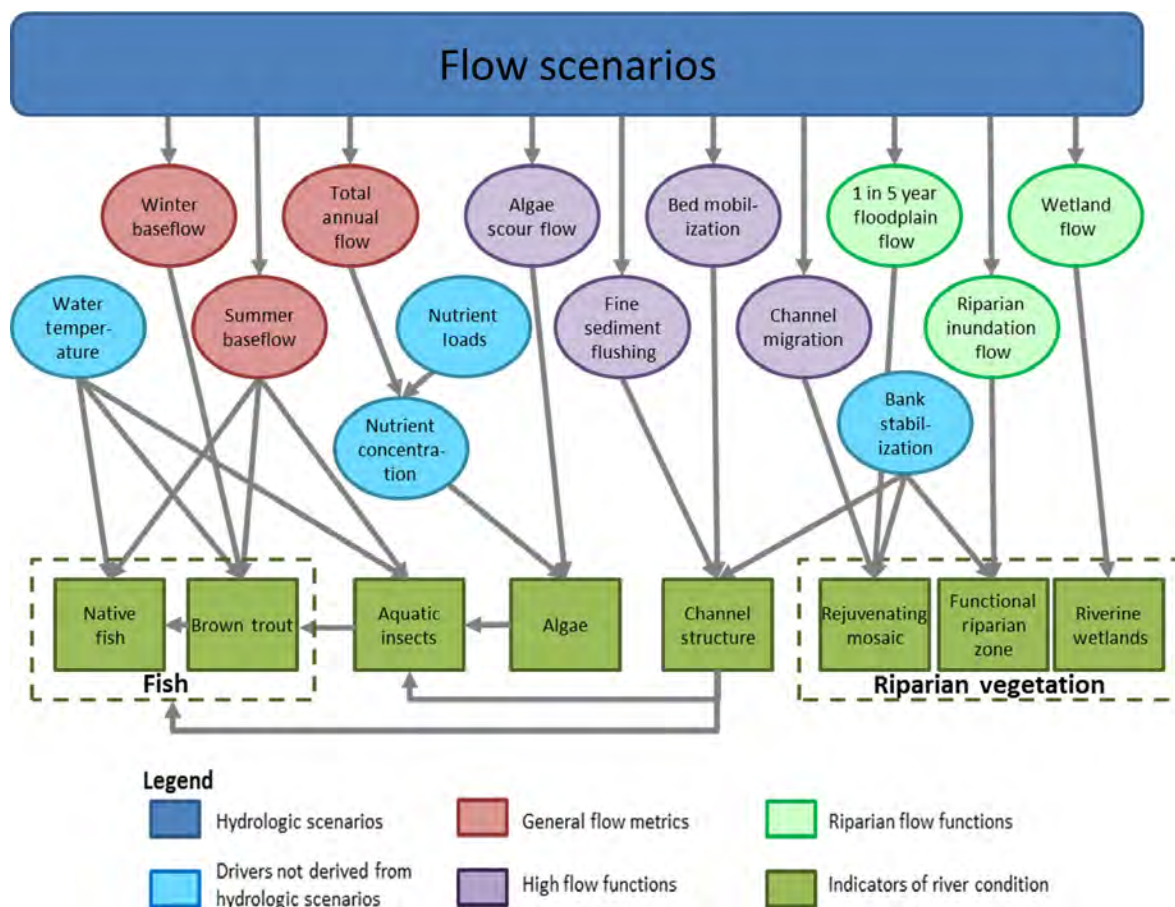 Flow scenarios
Winter
baseflow
Total
annual
flow
Algae
scour flow
Bed mobil-
ization
1 in 5 year
floodplain
flow
Wetland
flow
Water
temper-
ature
Summer
baseflow
Nutrient
loads
Fine
sediment
flushing
Channel
migration
Riparian
inundation
flow
Nutrient
concentra-
tion
Bank
stabil-
ization
Native
fish
Brown trout
Aquatic
insects
Algae
Channel
structure
Rejuvenating
mosaic
Functional
riparian
zone
Riverine
wetlands
Fish
Riparian vegetation
Legend
Hydrologic scenarios
General flow metrics
Riparian flow functions
Drivers not derived from
hydrologic scenarios
High flow functions
Indicators of river condition